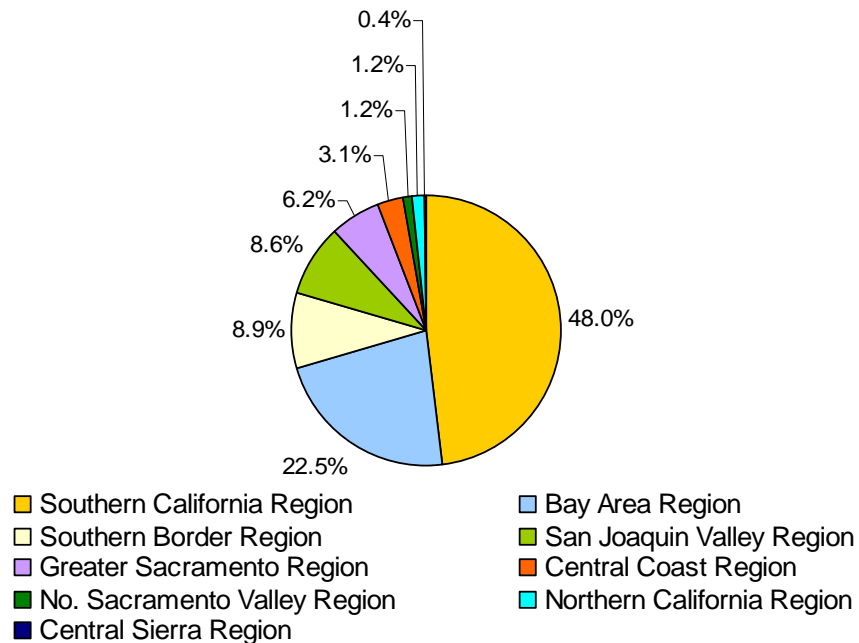 0.4%
1.2%
1.2%
3.1%
6.2%
8.6%
8.9%
48.0%
22.5%
Southern California Region
Bay Area Region
Southern Border Region
San Joaquin Valley Region
Greater Sacramento Region
Central Coast Region
No. Sacramento Valley Region
Northern California Region
Central Sierra Region